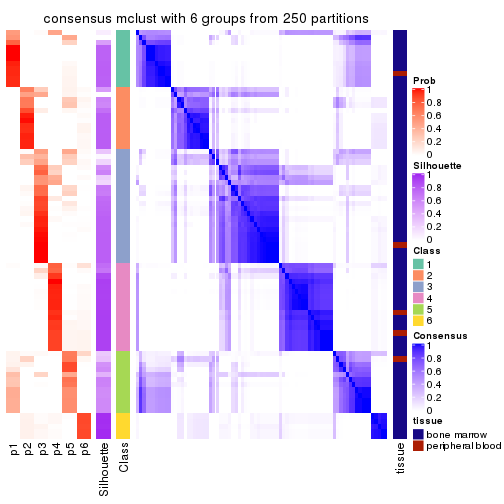 consensus mclust with 6 groups from 250 partitions
Prob
1
0.8
0.6
0.4
0.2
0
Silhouette
1
0.8
0.6
0.4
0.2
0
Class
1
2
3
4
5
6
Consensus
1
0.8
0.6
0.4
0.2
0
tissue
bone marrow
peripheral blood
p1
p2
p3
p4
p5
p6
Silhouette
Class
tissue